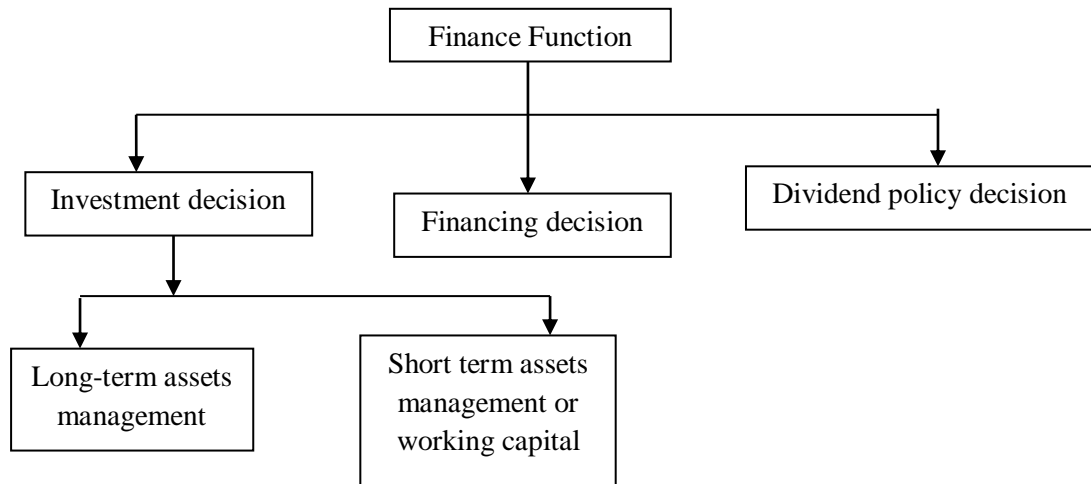 Finance Function
Investment decision
Financing decision
Dividend policy decision
Long-term assets
management
Short term assets
management or
working capital